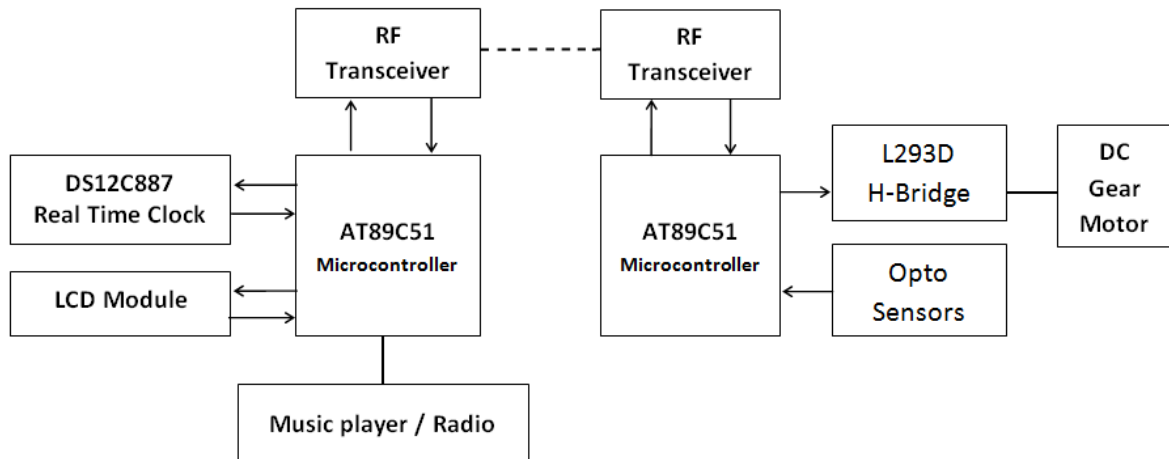 RF
Transceiver
RF
Transceiver
DS12C887
Real Time Clock
AT89C51
Microcontroller
LCD Module
Music player / Radio
AT89C51
Microcontroller
L293D
H-Bridge
DC
Gear
Motor
Opto
Sensors